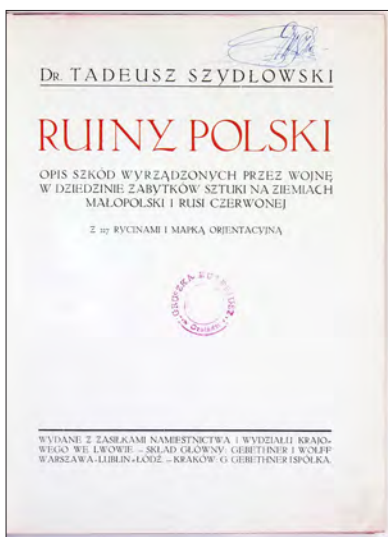 DR. TADEUSZ SZYDŁOWSKI
RUINY POLSKI
OPIS SZKÓD WYRZĄDZONYCH PRZEZ WOJNĘ
W DZIEDZINIE ZABYTKÓW SZTUKI NA ZIEMIACH
MAŁOPOLSKI I RUSI CZERWONEJ
Z 227 RYCINAMI I MAPKĄ ORJENTACYJNĄ
WYDANE Z ZASIŁKAMI NAMIESTNICTWA I WYDZIAŁU KRAJO-
WEGO WE LWOWIE – SKŁAD GŁÓWNY: GEBETHNER I WOLFF
WARSZAWA-LUBLIN-ŁÓDŹ – KRAKÓW: G. GEBETHNER I SPÓŁKA